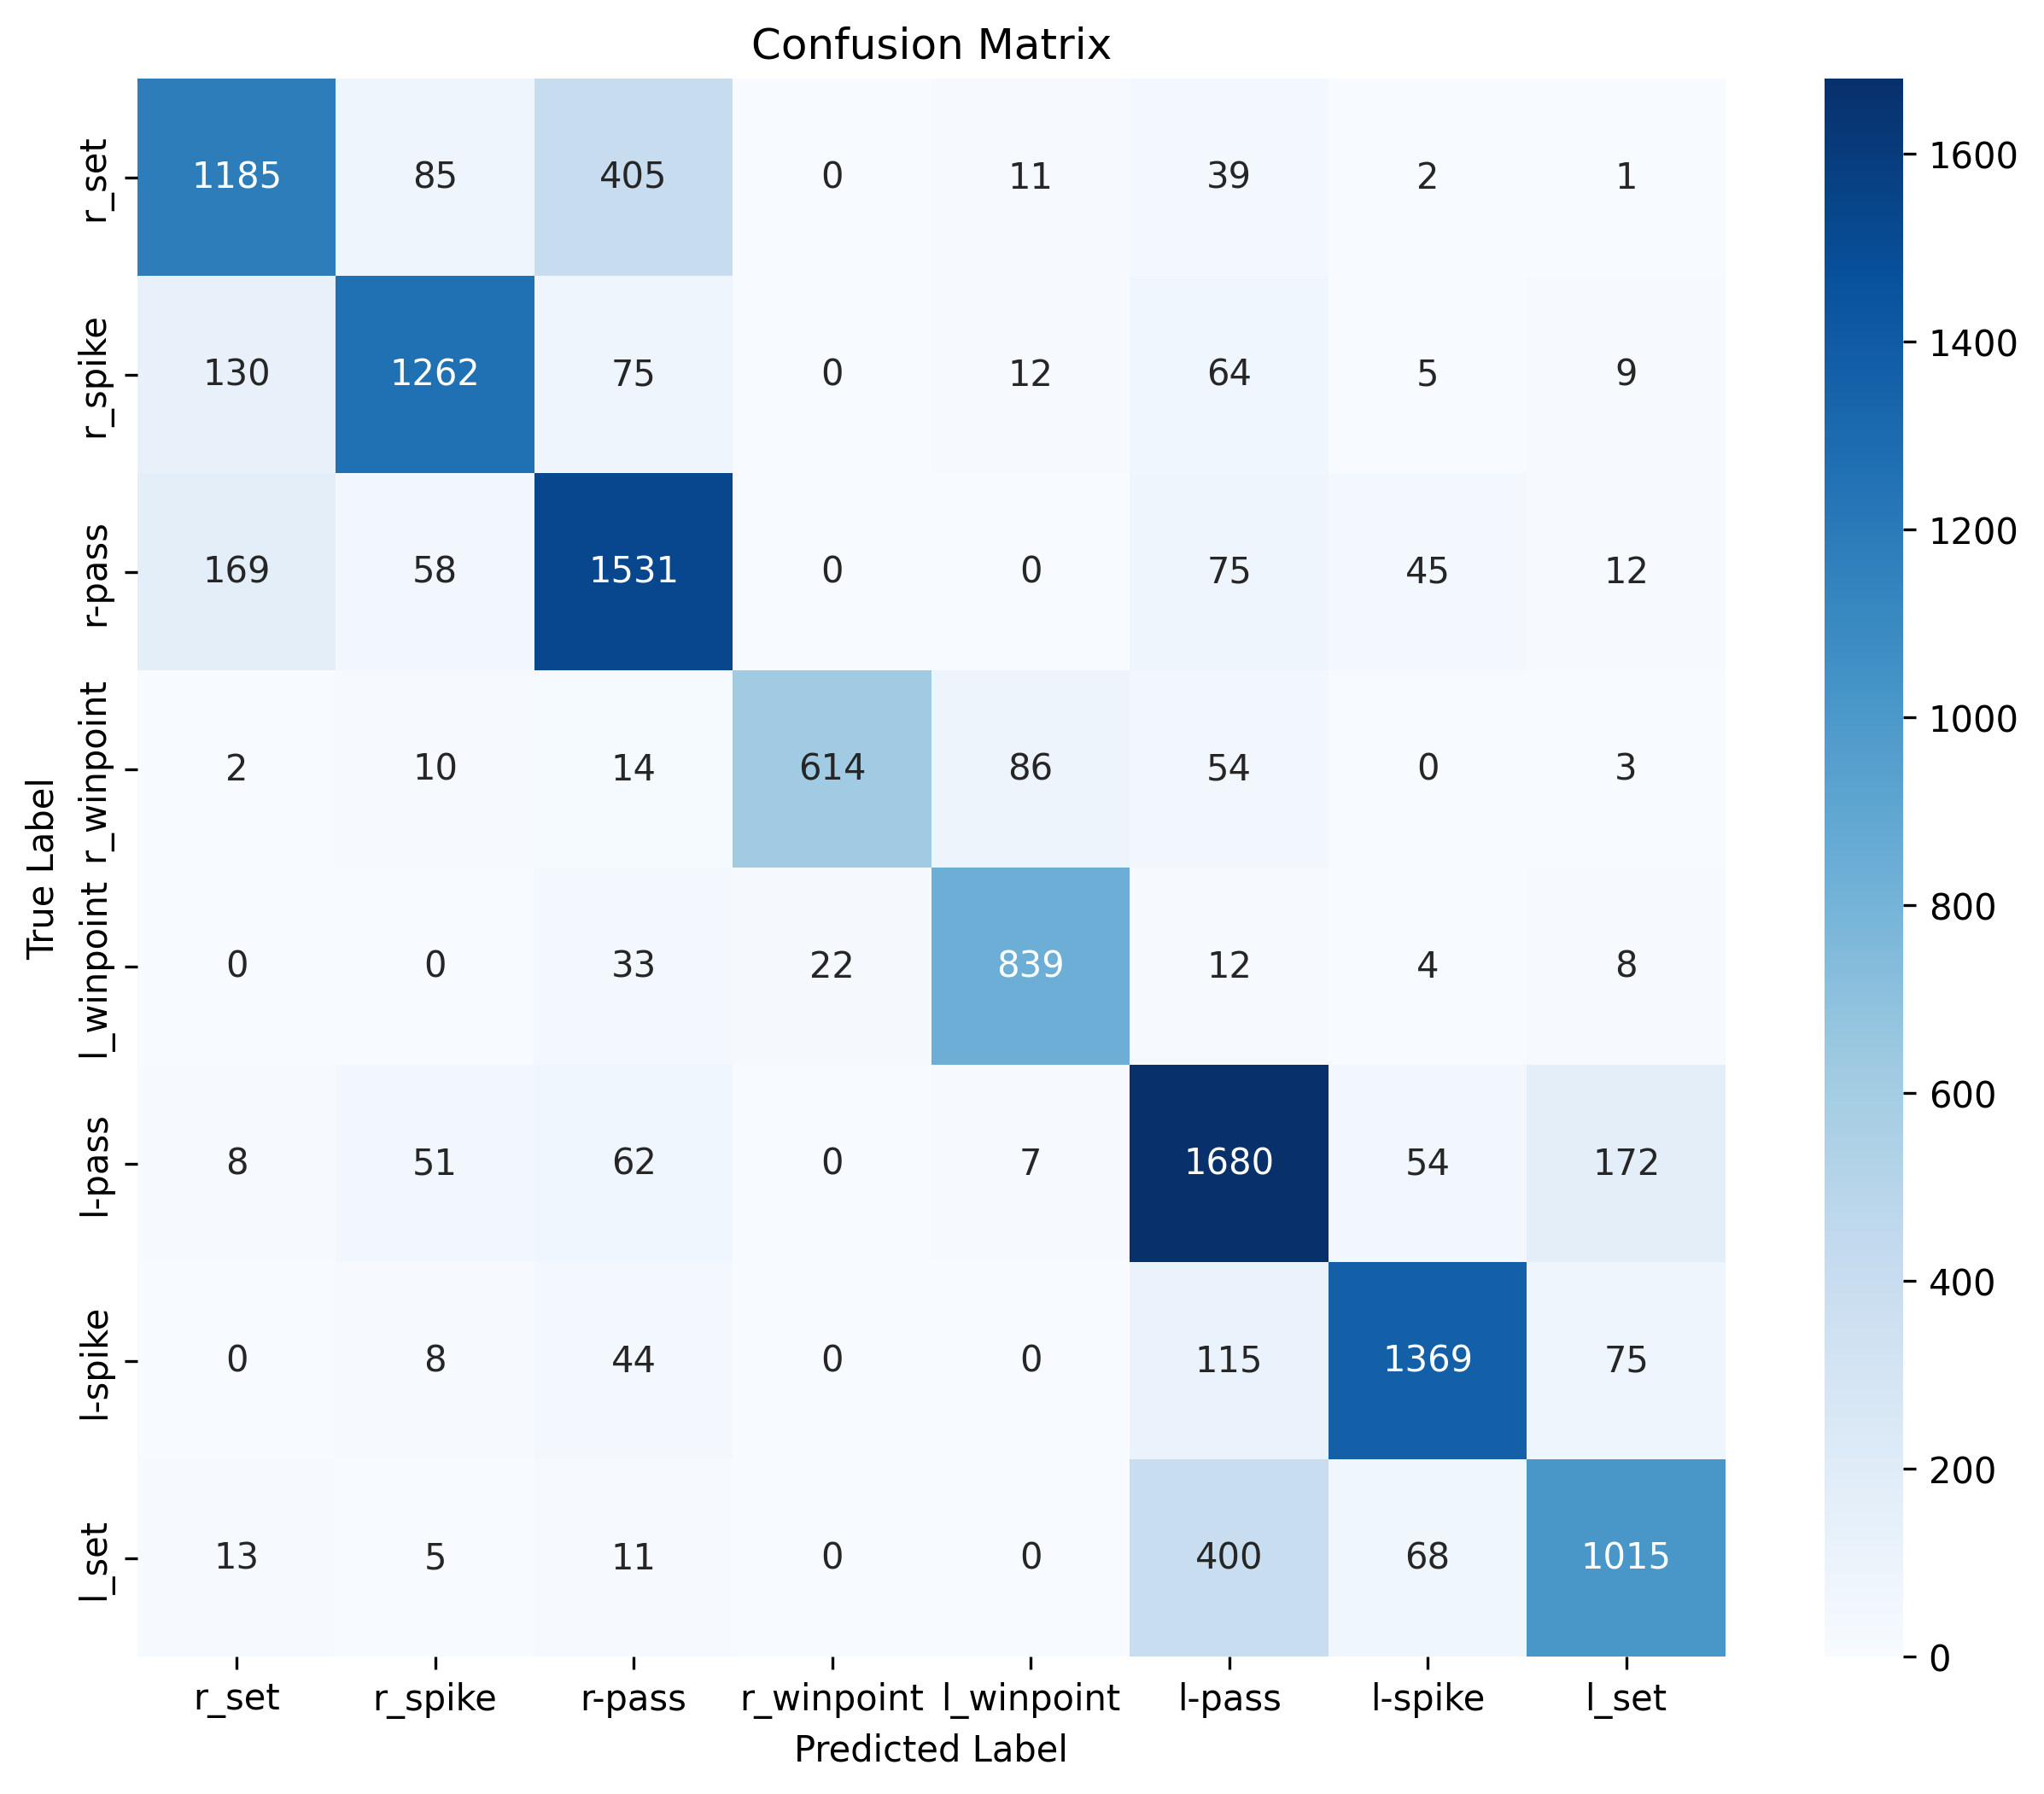 Confusion Matrix
r_set 1185 85 405 0 11 39 2 1
r_spike 130 1262 75 0 12 64 5 9
r-pass 169 58 1531 0 0 75 45 12
r_winpoint 2 10 14 614 86 54 0 3
l_winpoint 0 0 33 22 839 12 4 8
l-pass 8 51 62 0 7 1680 54 172
l-spike 0 8 44 0 0 115 1369 75
l_set 13 5 11 0 0 400 68 1015
True Label
r_set r_spike r-pass r_winpoint l_winpoint l-pass l-spike l_set
Predicted Label
1600
1400
1200
1000
800
600
400
200
0